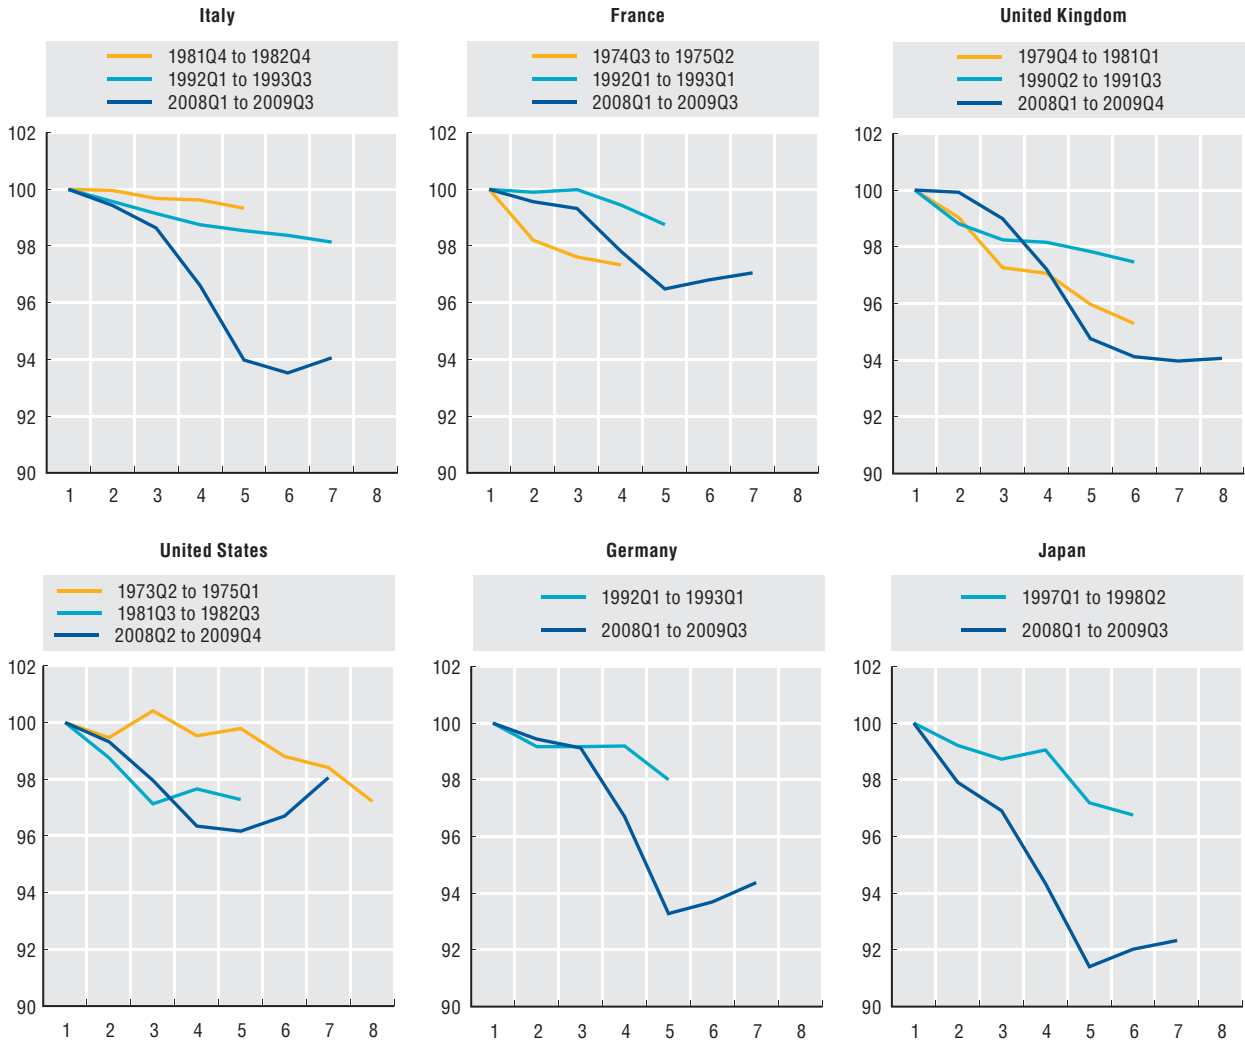 Italy
1981Q4 to 1982Q4
1992Q1 to 1993Q3
2008Q1 to 2009Q3
102
100
98
96
94
92
90
1 2 3 4 5 6 7 8
France
1974Q3 to 1975Q2
1992Q1 to 1993Q1
2008Q1 to 2009Q3
102
100
98
96
94
92
90
1 2 3 4 5 6 7 8
United Kingdom
1979Q4 to 1981Q1
1990Q2 to 1991Q3
2008Q1 to 2009Q4
102
100
98
96
94
92
90
1 2 3 4 5 6 7 8
United States
1973Q2 to 1975Q1
1981Q3 to 1982Q3
2008Q2 to 2009Q4
102
100
98
96
94
92
90
1 2 3 4 5 6 7 8
Germany
1992Q1 to 1993Q1
2008Q1 to 2009Q3
102
100
98
96
94
92
90
1 2 3 4 5 6 7 8
Japan
1997Q1 to 1998Q2
2008Q1 to 2009Q3
102
100
98
96
94
92
90
1 2 3 4 5 6 7 8